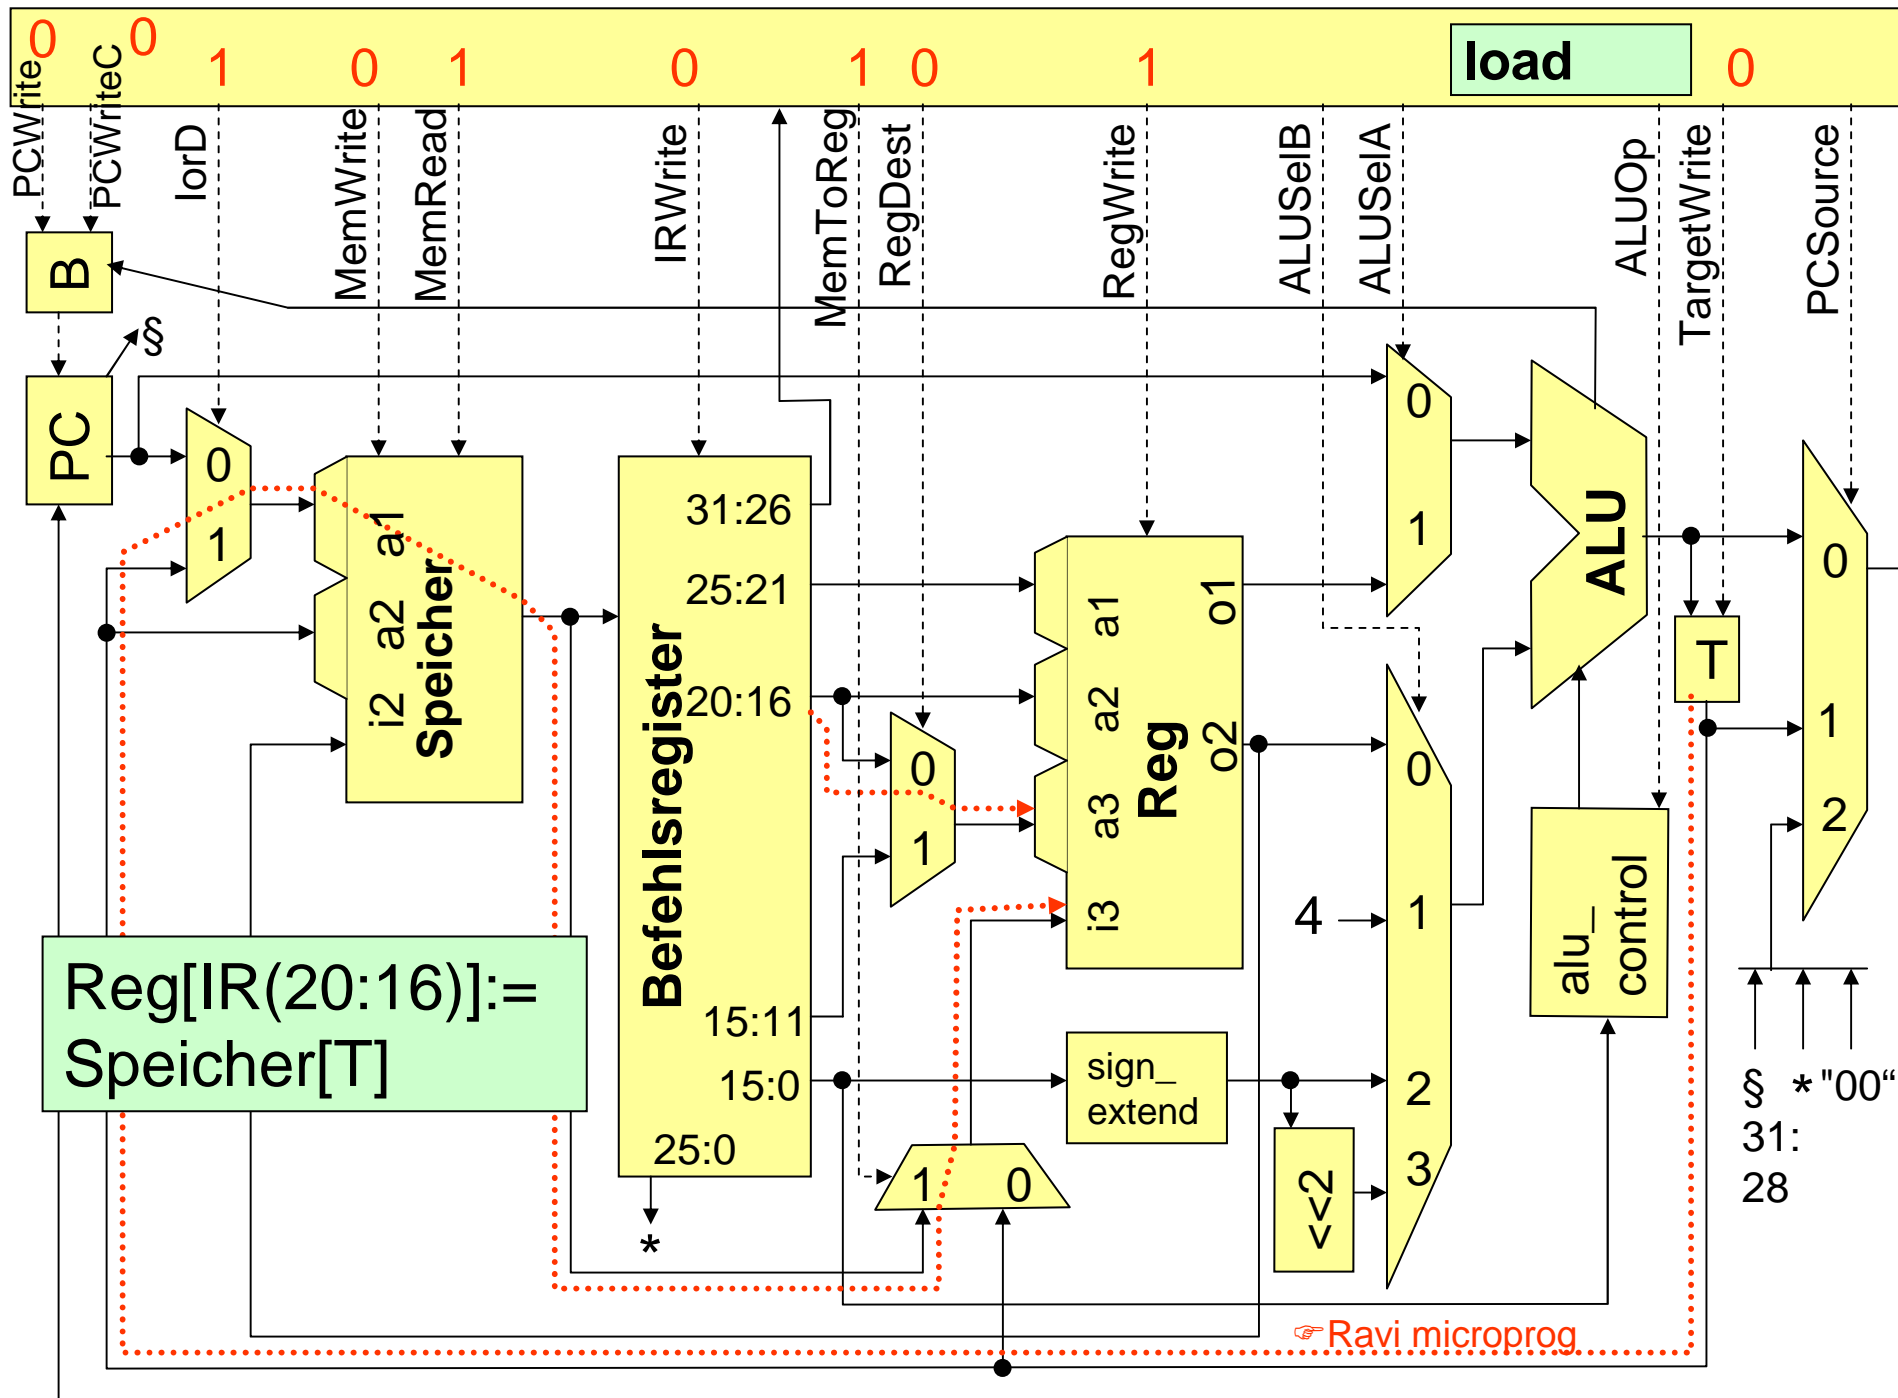 0 0 1 0 1 0 1 0 1 load 0
PCWrite
PCWriteC
IorD
MemWrite
MemRead
IRWrite
MemToReg
RegDest
RegWrite
ALUSelB
ALUSelA
ALUOp
TargetWrite
PCSource
B
§
PC
0
1
a1
a2
i2
Speicher
Befehlsregister
31:26
25:21
20:16
15:11
15:0
25:0
*
0
1
a1
a2
a3
i3
o1
o2
Reg
0
1
4
0
1
2
3
ALU
alu_
control
T
0
1
2
§ * "00“
31:
28
sign_
extend
<<2
1 0
Reg[IR(20:16)]:=
Speicher[T]
☞Ravi microprog